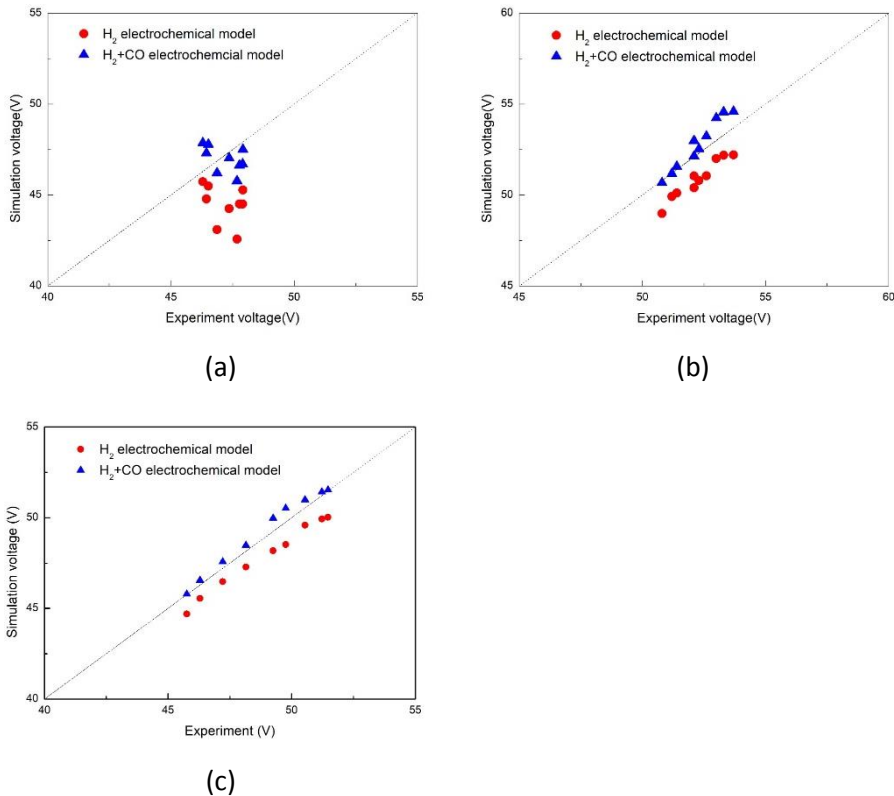 55
50
45
40
40
45
50
55
Simulation voltage(V)
Experiment voltage(V)
H2 electrochemical model
H2+CO electrochemcial model
(a)
60
55
50
45
45
50
55
60
Simulation voltage(V)
Experiment voltage(V)
H2 electrochemical model
H2+CO electrochemical model
(b)
55
50
45
40
40
45
50
55
Simulation voltage (V)
Experiment (V)
H2 electrochemical model
H2+CO electrochemical model
(c)